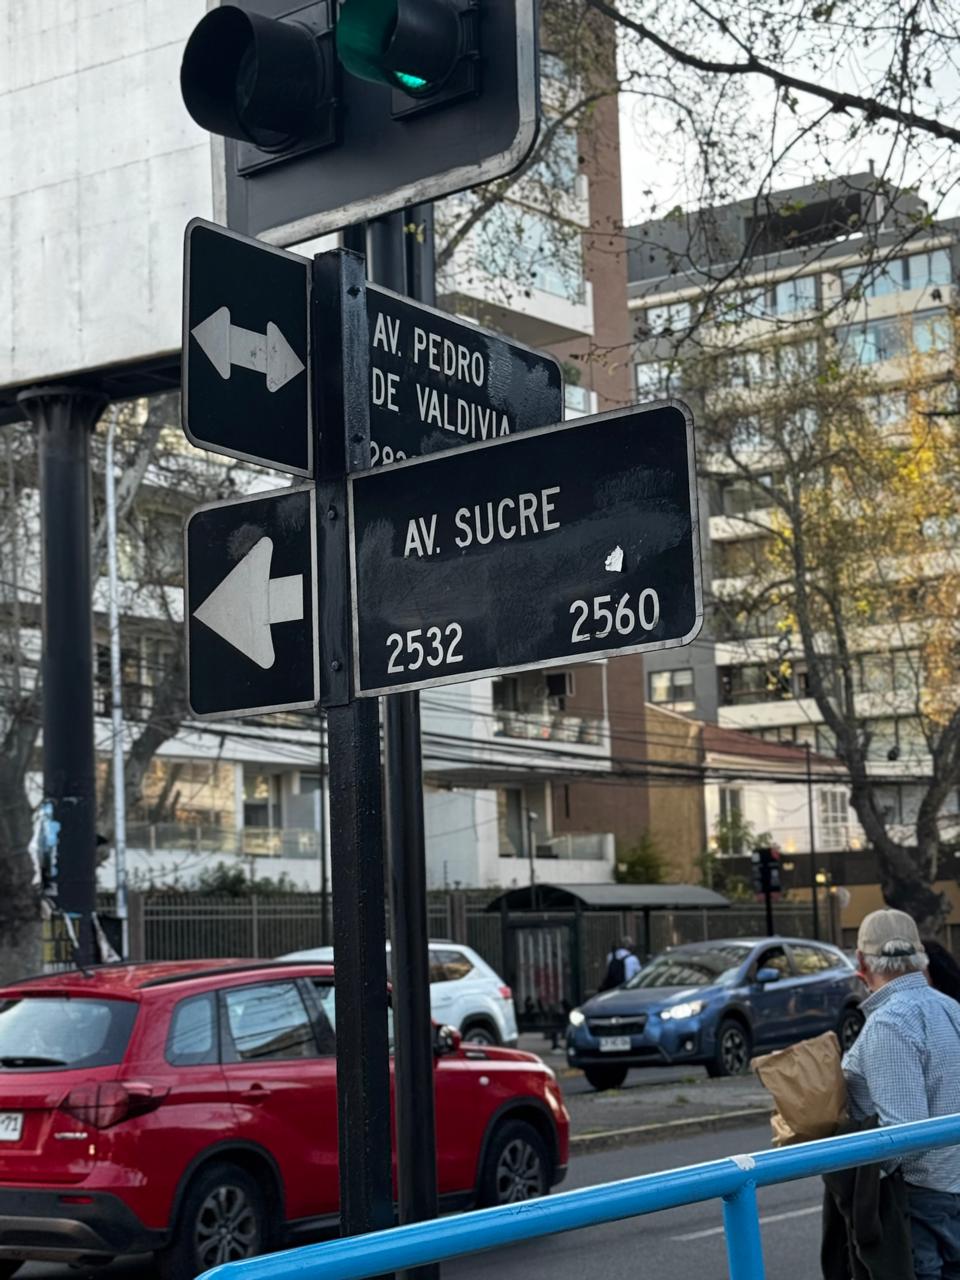 AV. PEDRO
DE VALDIVIA
AV. SUCRE
2532 2560